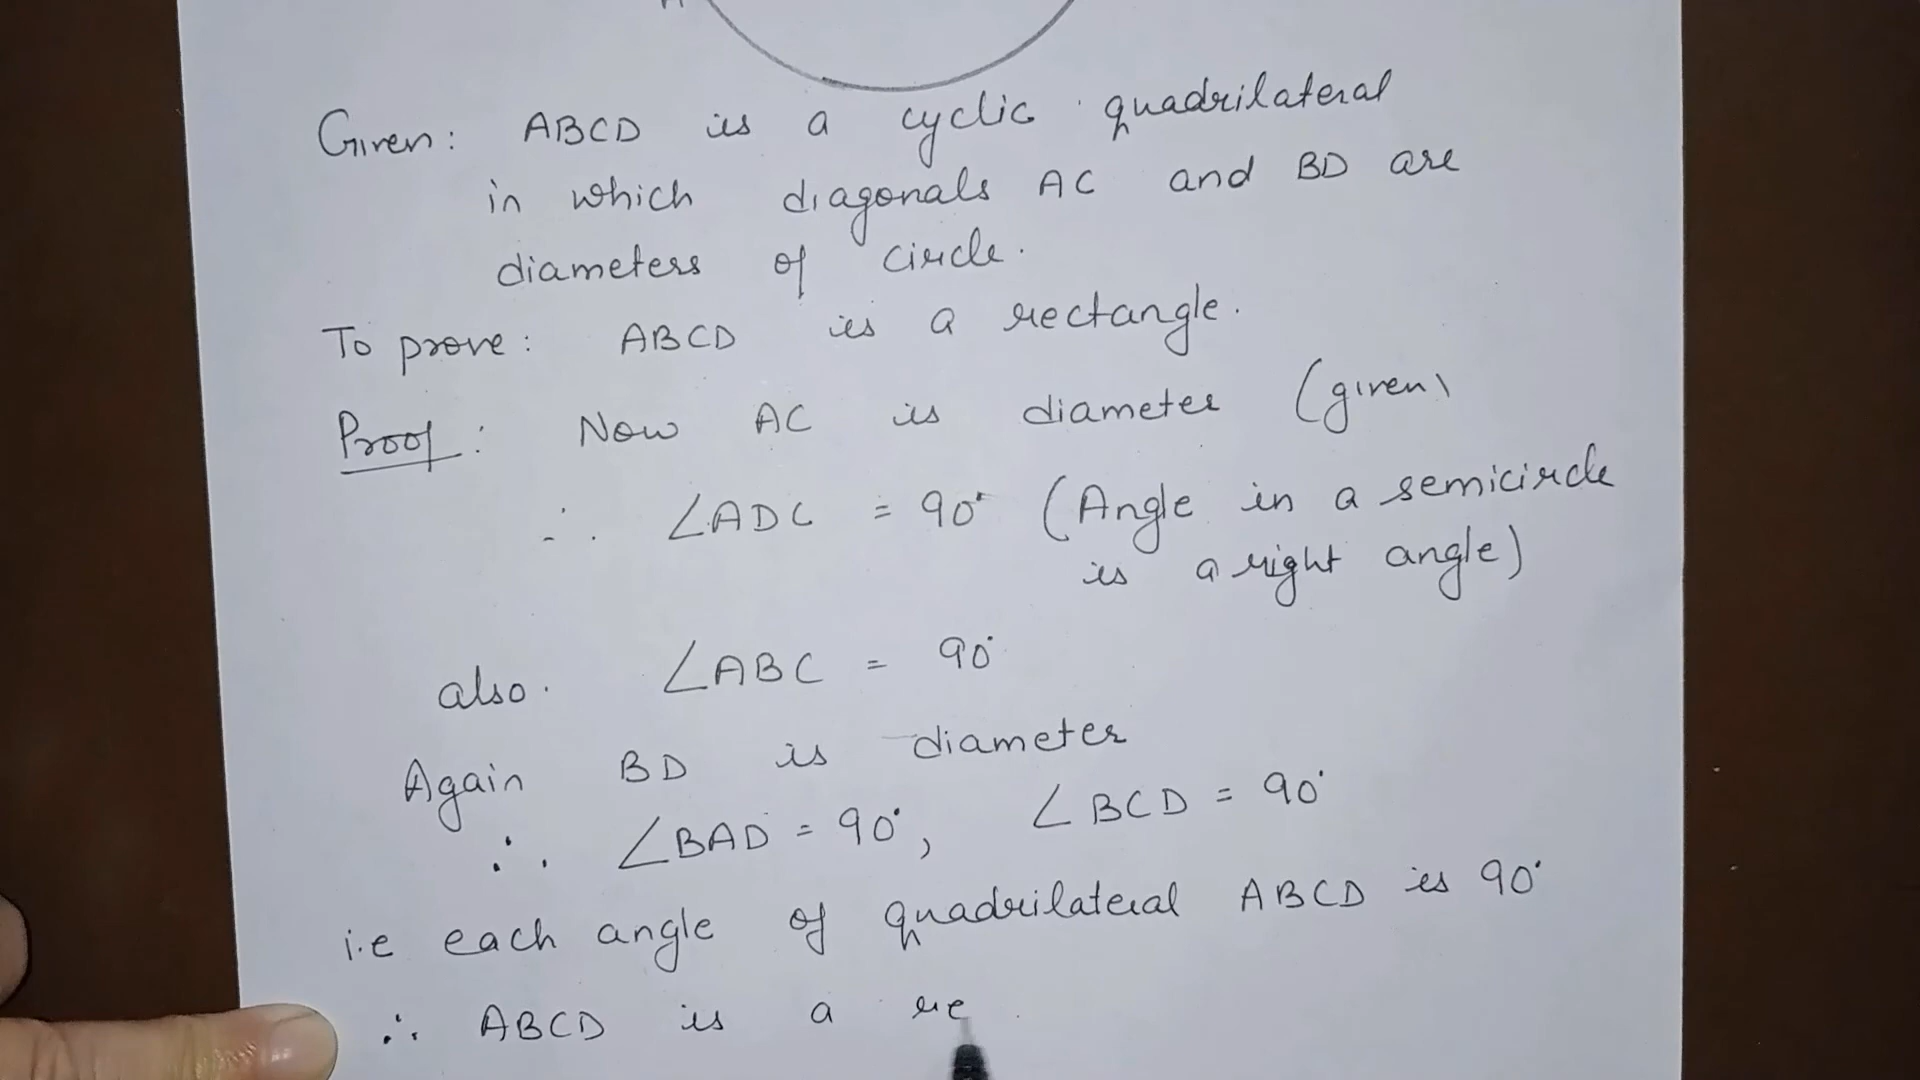 Given: ABCD is a cyclic quadrilateral
in which diagonals AC and BD are
diameters of circle.
To prove: ABCD is a rectangle.
Proof: Now AC is diameter (given)
∴ ∠ADC = 90° (Angle in a semicircle
is a right angle)
also. ∠ABC = 90°
Again BD is diameter
∴ ∠BAD = 90°, ∠BCD = 90°
i.e each angle of quadrilateral ABCD is 90°
∴ ABCD is a re